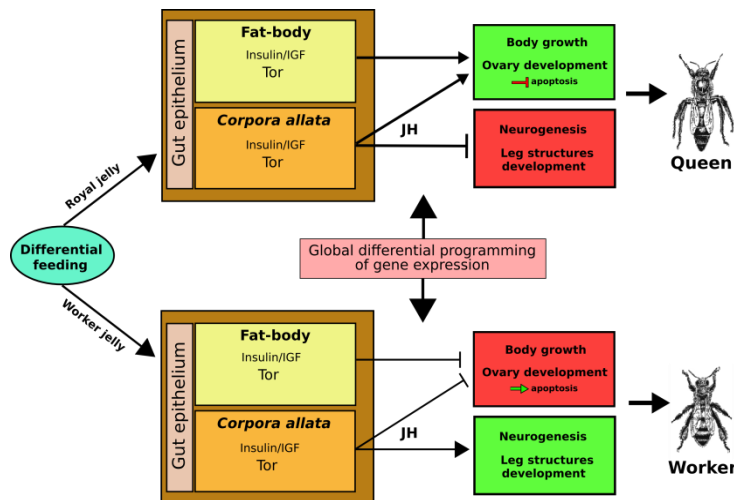 Differential
feeding
Royal jelly
Gut epithelium
Fat-body
Insulin/IGF
Tor
Corpora allata
Insulin/IGF
Tor
JH
Body growth
Ovary development
apoptosis
Neurogenesis
Leg structures
development
Queen
Global differential programming
of gene expression
Worker jelly
Gut epithelium
Fat-body
Insulin/IGF
Tor
Corpora allata
Insulin/IGF
Tor
JH
Body growth
Ovary development
apoptosis
Neurogenesis
Leg structures
development
Worker